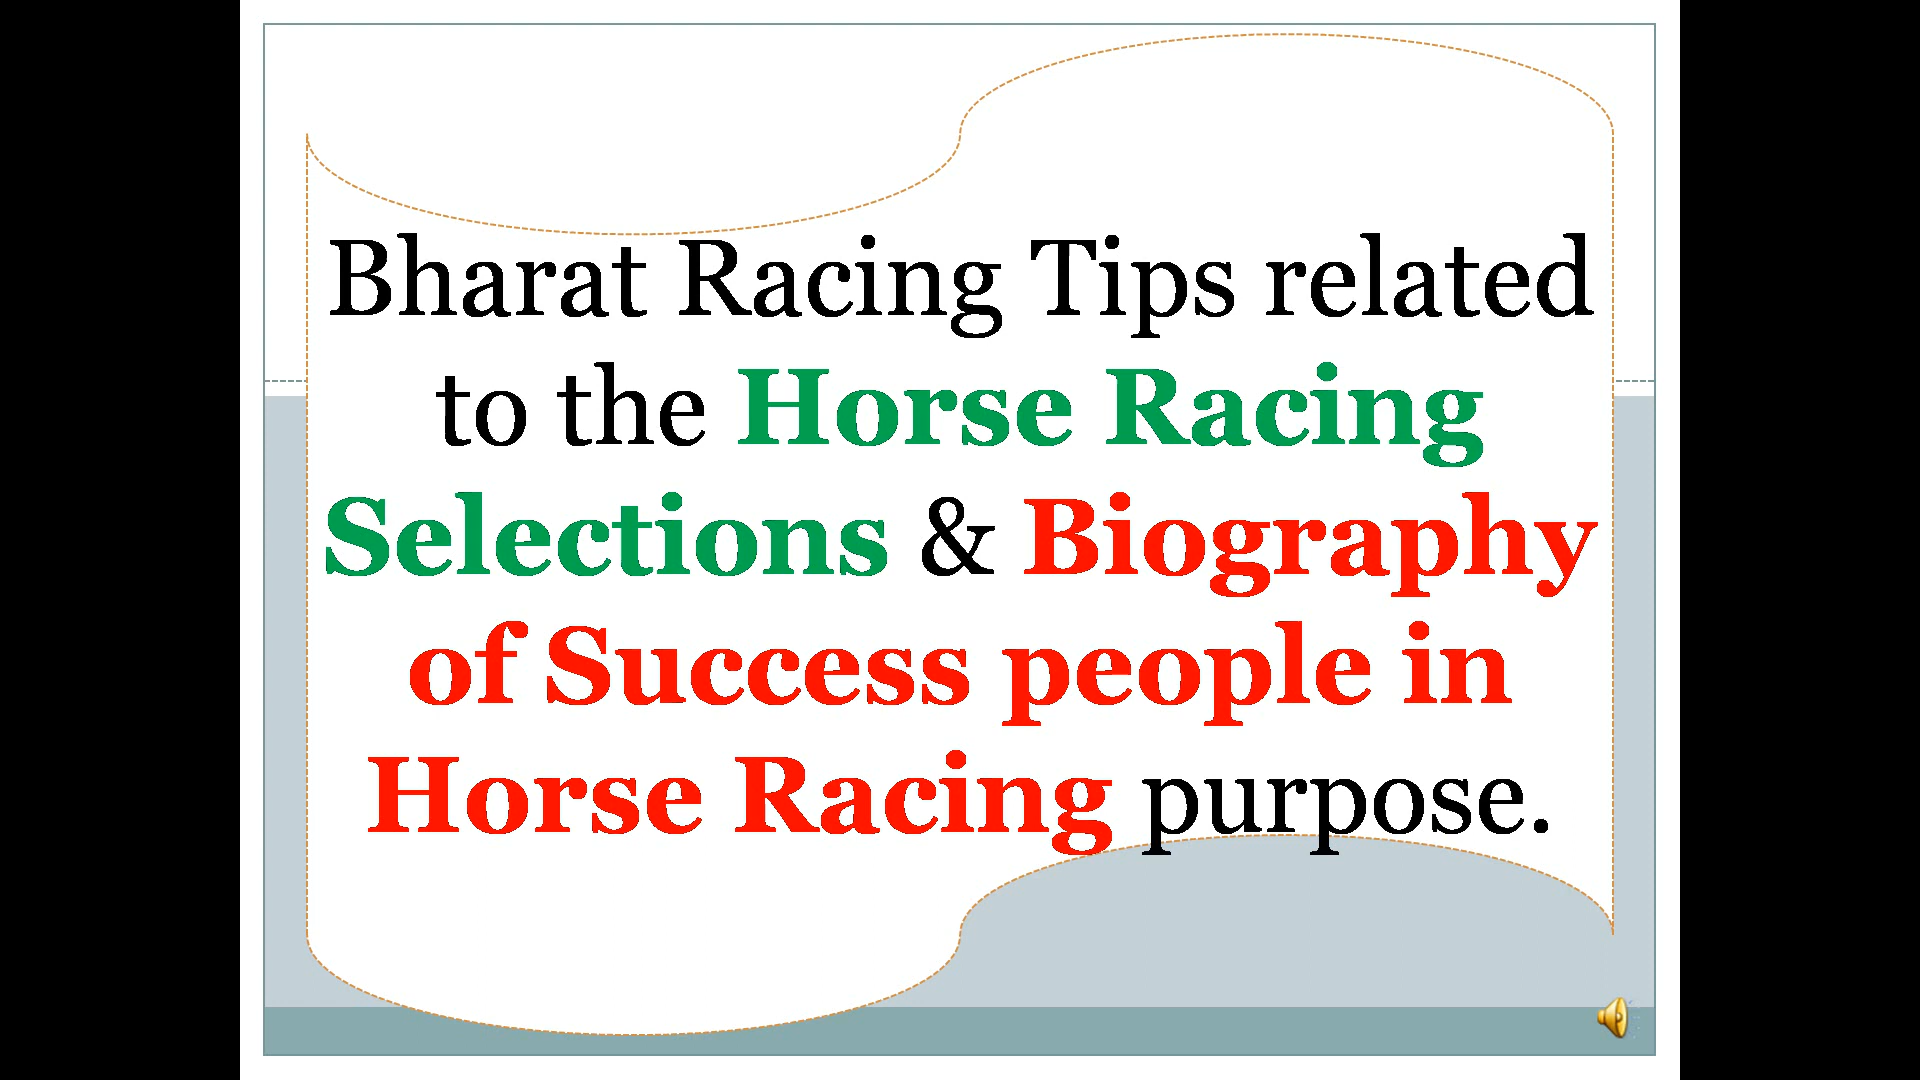 Bharat Racing Tips related
to the Horse Racing
Selections & Biography
of Success people in
Horse Racing purpose.